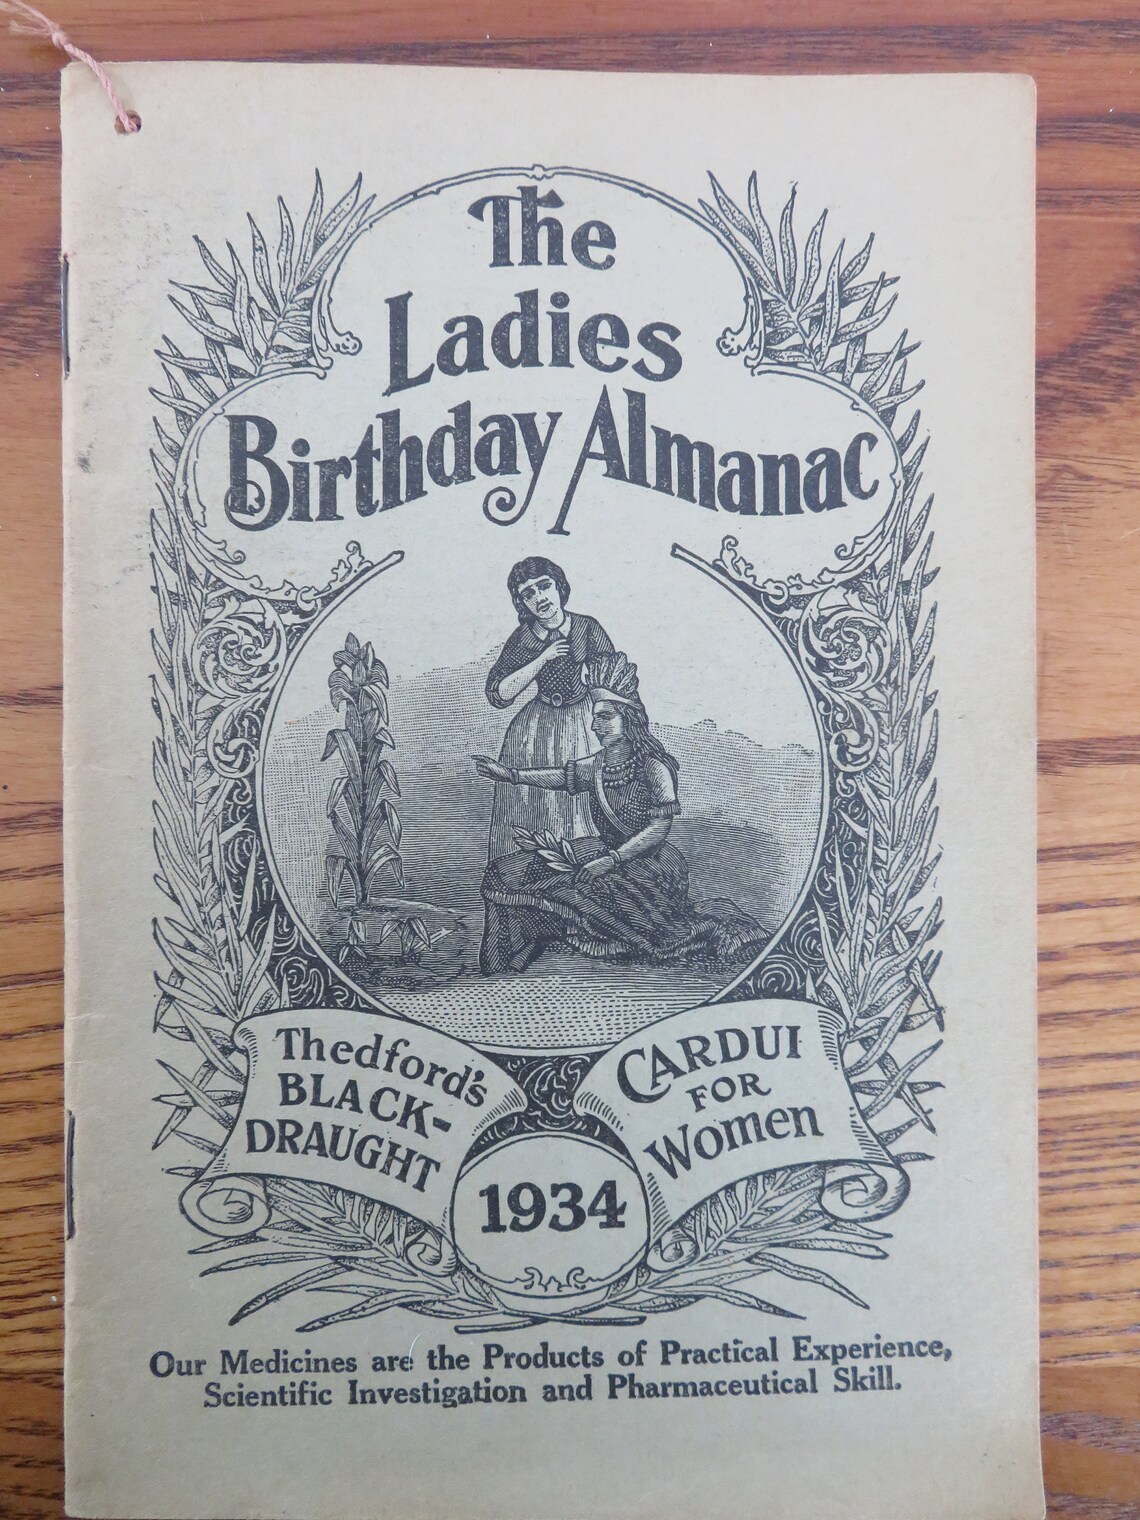 The
Ladies
Birthday Almanac
Thedford's
BLACK-
DRAUGHT
CARDUI
FOR
Women
1934
Our Medicines are the Products of Practical Experience,
Scientific Investigation and Pharmaceutical Skill.